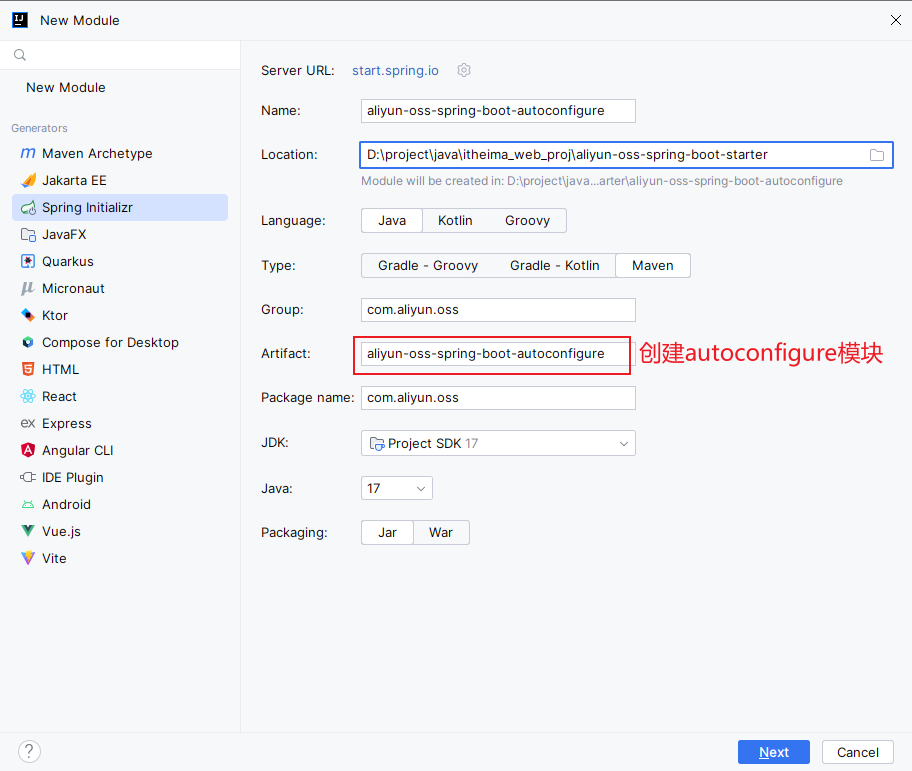 New Module
New Module
Generators
Maven Archetype
Jakarta EE
Spring Initializr
JavaFX
Quarkus
Micronaut
Ktor
Compose for Desktop
HTML
React
ex Express
Angular CLI
IDE Plugin
Android
Vue.js
Vite
Server URL: start.spring.io
Name: aliyun-oss-spring-boot-autoconfigure
Location: D:\project\java\itheima_web_proj\aliyun-oss-spring-boot-starter
Module will be created in: D:\project\java...arter\aliyun-oss-spring-boot-autoconfigure
Language: Java Kotlin Groovy
Type: Gradle - Groovy Gradle - Kotlin Maven
Group: com.aliyun.oss
Artifact: aliyun-oss-spring-boot-autoconfigure 创建autoconfigure模块
Package name: com.aliyun.oss
JDK: Project SDK 17
Java: 17
Packaging: Jar War
? Next Cancel